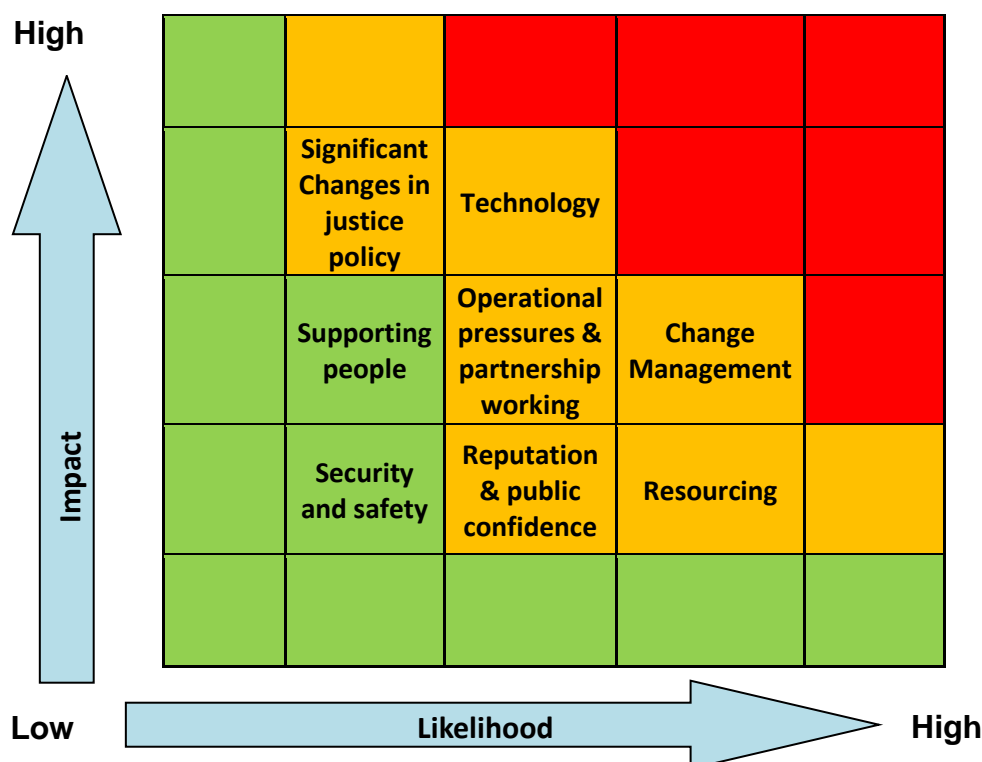 High
Significant
Changes in
justice
policy
Technology
Supporting
people
Operational
pressures &
partnership
working
Change
Management
Security
and safety
Reputation
& public
confidence
Resourcing
Impact
Low
Likelihood
High